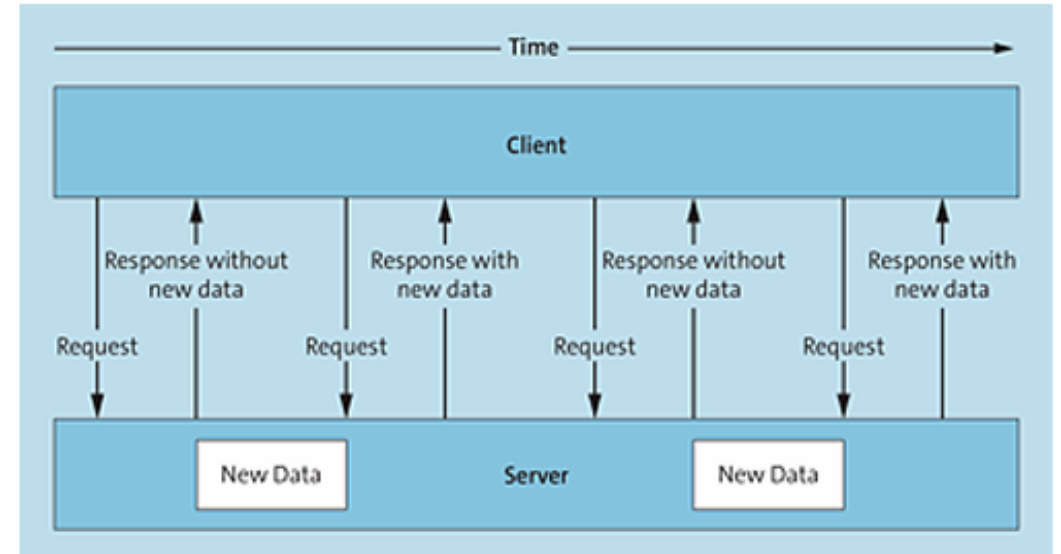 Time
Client
Response without
new data
Response with
new data
Response without
new data
Response with
new data
Request
Request
Request
Request
New Data
Server
New Data